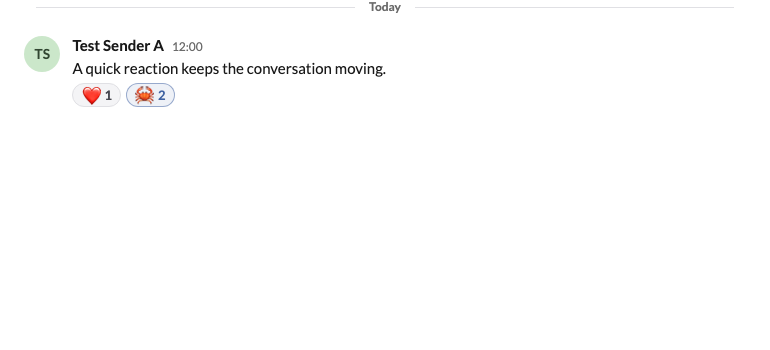 Today
TS
Test Sender A 12:00
A quick reaction keeps the conversation moving.
❤️ 1 🦀 2